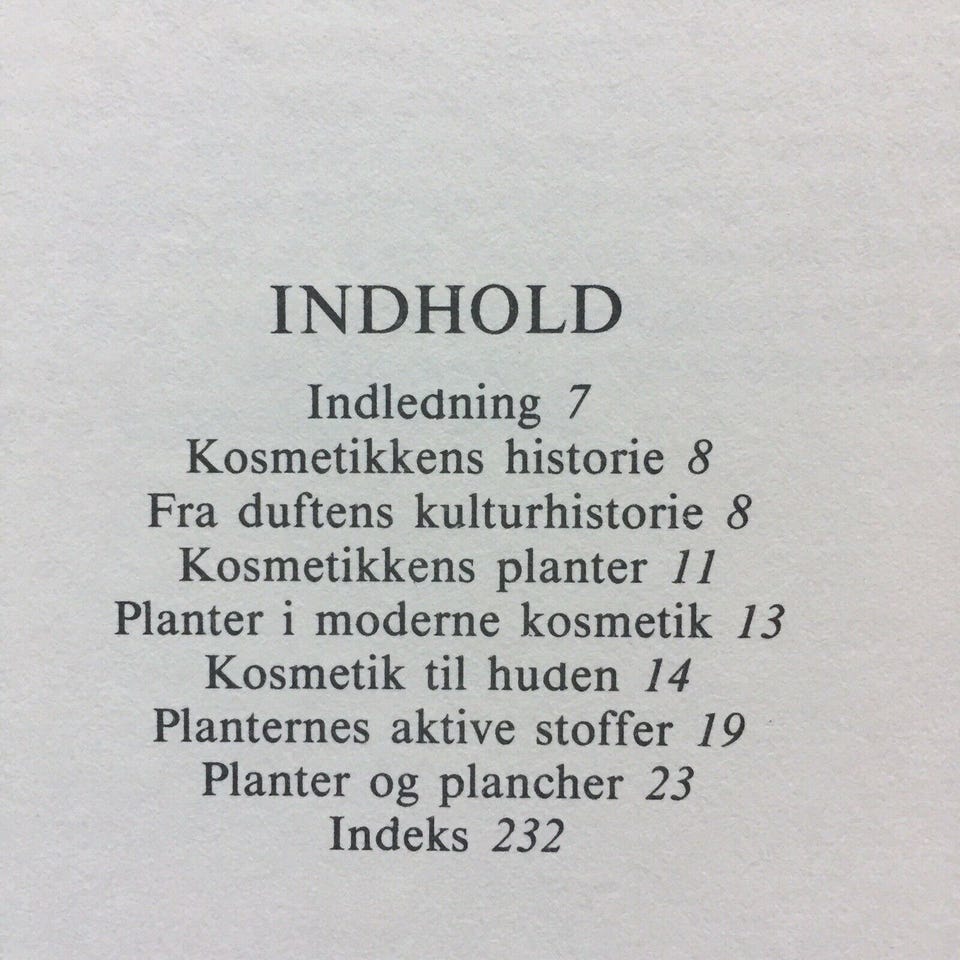 INDHOLD
Indledning 7
Kosmetikkens historie 8
Fra duftens kulturhistorie 8
Kosmetikkens planter 11
Planter i moderne kosmetik 13
Kosmetik til huden 14
Planternes aktive stoffer 19
Planter og plancher 23
Indeks 232